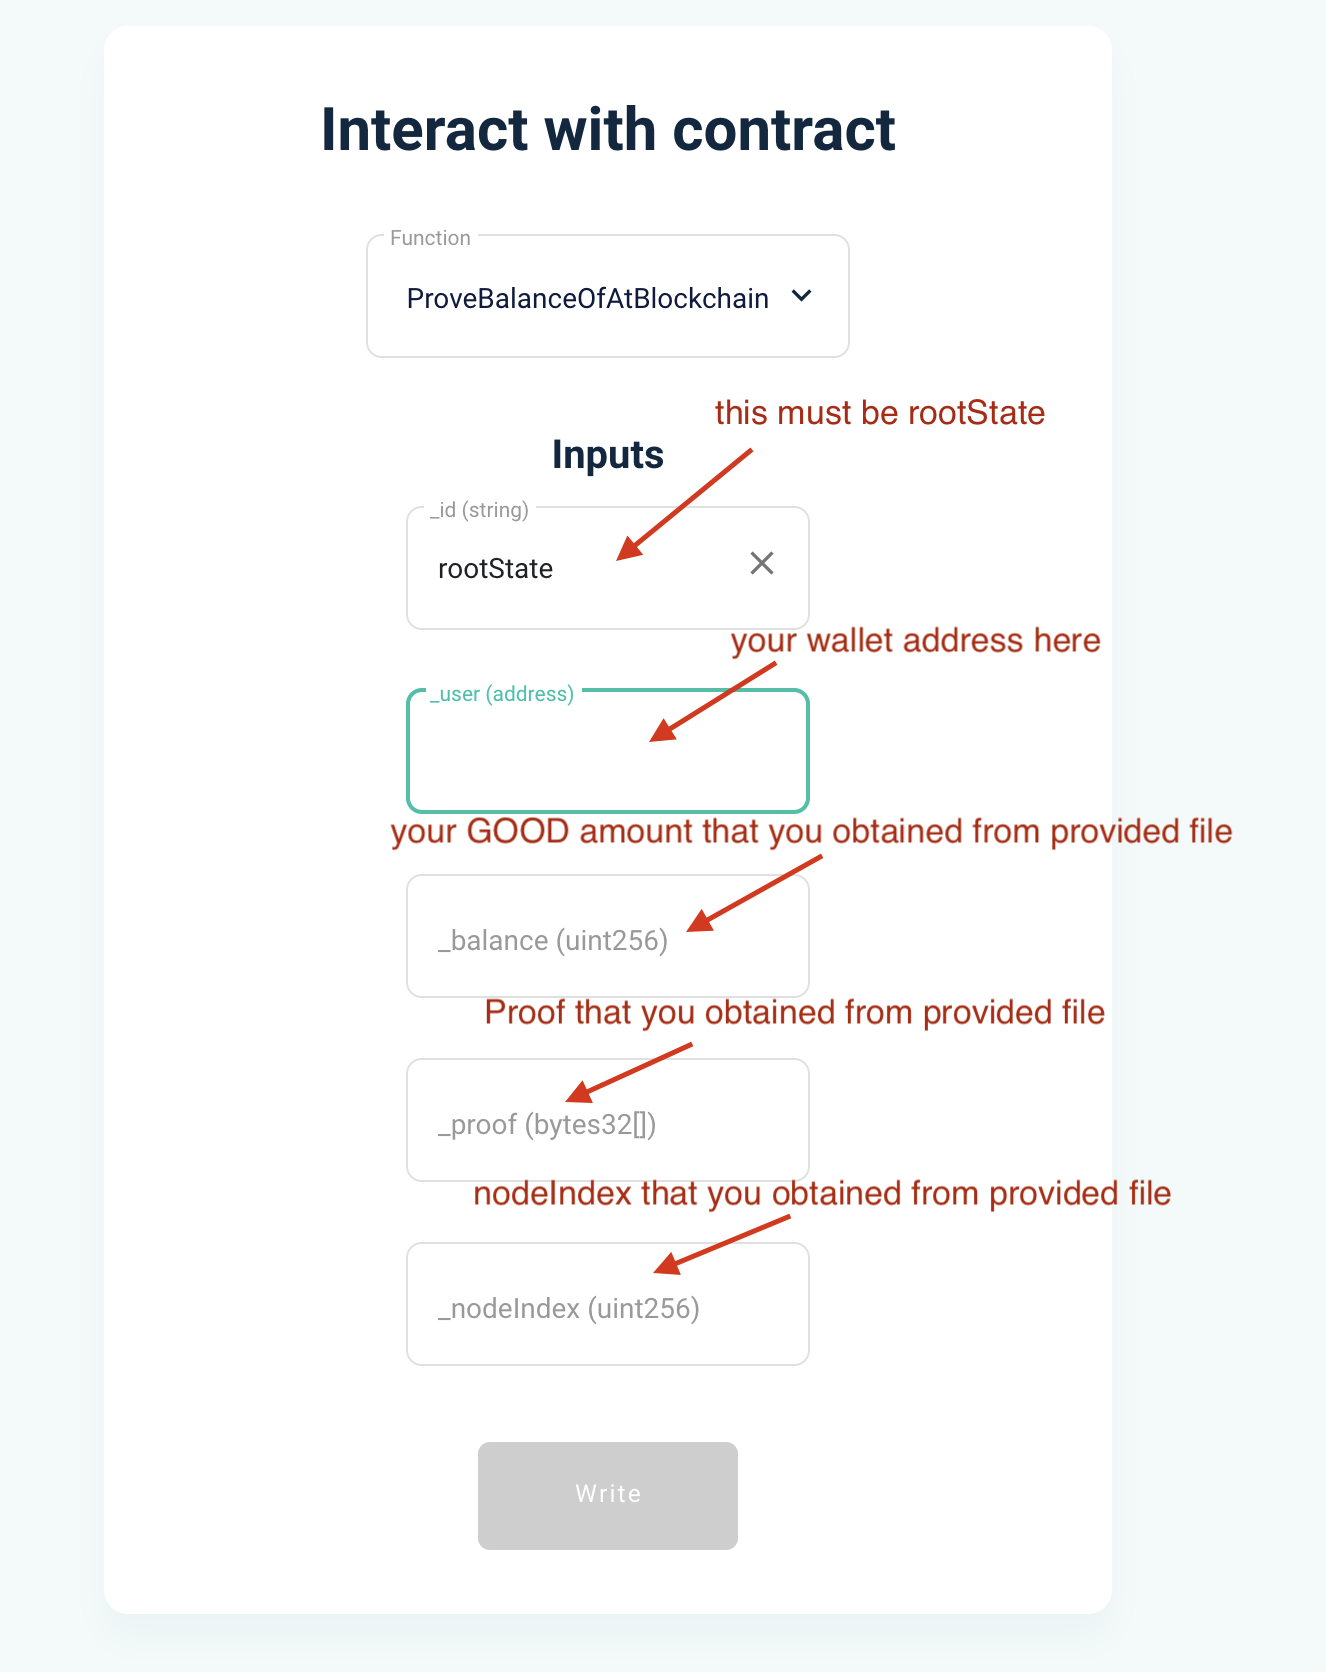 Interact with contract
Function
ProveBalanceOfAtBlockchain
this must be rootState
Inputs
_id (string)
rootState
your wallet address here
_user (address)
your GOOD amount that you obtained from provided file
_balance (uint256)
Proof that you obtained from provided file
_proof (bytes32[])
nodeIndex that you obtained from provided file
_nodeIndex (uint256)
Write